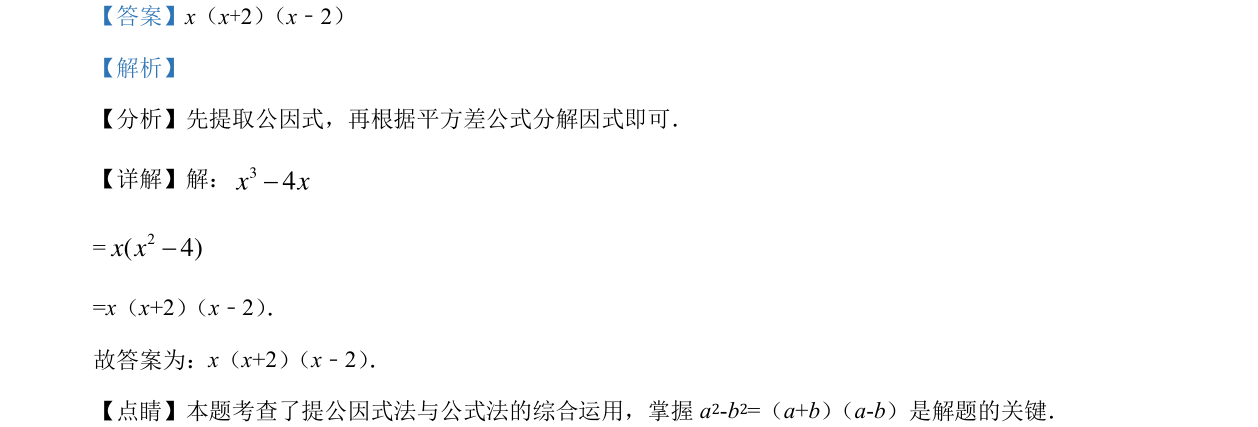 【答案】x（x+2）（x﹣2）
【解析】
【分析】先提取公因式，再根据平方差公式分解因式即可．
【详解】解：x³－4x
=x(x²－4)
=x（x+2）（x﹣2）．
故答案为：x（x+2）（x﹣2）．
【点睛】本题考查了提公因式法与公式法的综合运用，掌握 a²-b²=（a+b）（a-b）是解题的关键．